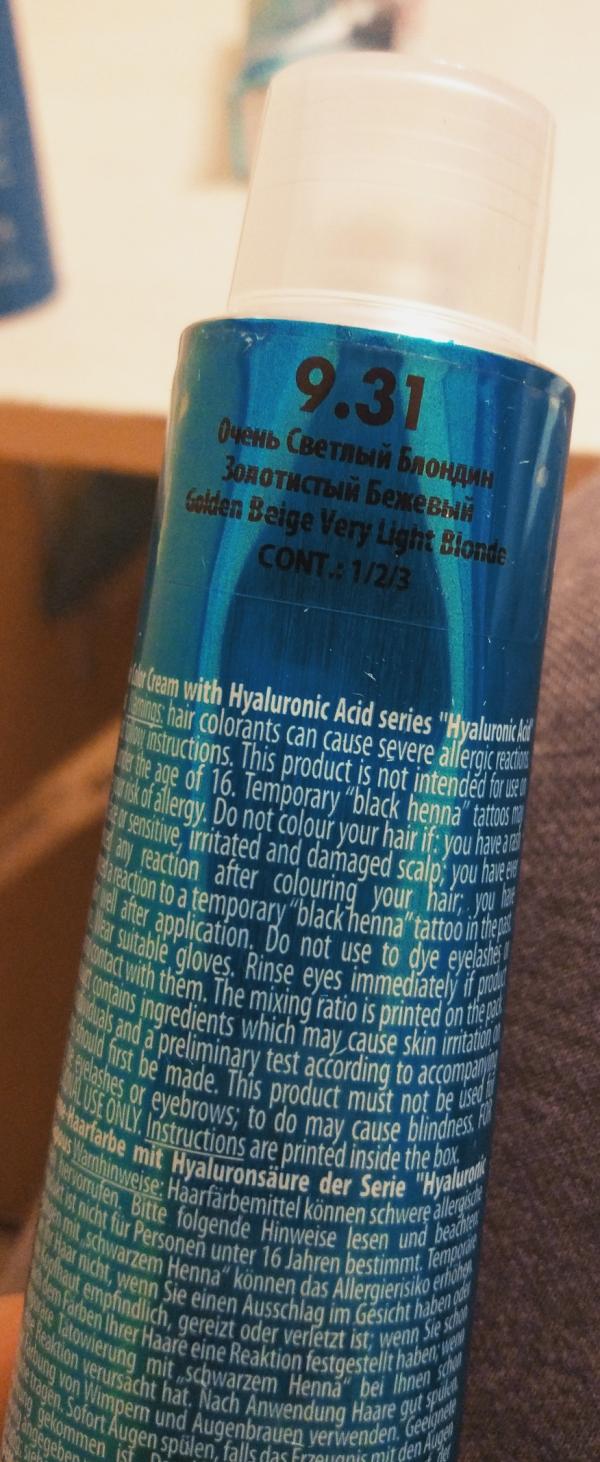 9.31
Очень Светлый Блондин
Золотистый Бежевый
Golden Beige Very Light Blonde
CONT.: 1/2/3
Color Cream with Hyaluronic Acid series "Hyaluronic Acid"
hair colorants can cause severe allergic reactions.
instructions. This product is not intended for use on
the age of 16. Temporary "black henna" tattoos may
risk of allergy. Do not colour your hair if: you have a rash
or sensitive, irritated and damaged scalp; you have ever
any reaction after colouring your hair; you have
a reaction to a temporary "black henna" tattoo in the past.
well after application. Do not use to dye eyelashes or
Wear suitable gloves. Rinse eyes immediately if product
contact with them. The mixing ratio is printed on the pack.
contains ingredients which may cause skin irritation on
and a preliminary test according to accompanying
should first be made. This product must not be used for
eyelashes or eyebrows; to do may cause blindness. FOR
USE ONLY. Instructions are printed inside the box.
Haarfarbe mit Hyaluronsäure der Serie "Hyaluronic
Warnhinweise: Haarfärbemittel können schwere allergische
hervorrufen. Bitte folgende Hinweise lesen und beachten
ist nicht für Personen unter 16 Jahren bestimmt. Temporäre
mit „schwarzem Henna“ können das Allergierisiko erhöhen.
Haar nicht, wenn Sie einen Ausschlag im Gesicht haben oder
empfindlich, gereizt oder verletzt ist; wenn Sie schon
dem Färben Ihrer Haare eine Reaktion festgestellt haben; wenn
Tätowierung mit „schwarzem Henna“ bei Ihnen schon
Reaktion verursacht hat. Nach Anwendung Haare gut spülen.
von Wimpern und Augenbrauen verwenden. Geeignete
tragen. Sofort Augen spülen, falls das Erzeugnis mit den Augen
gekommen ist.